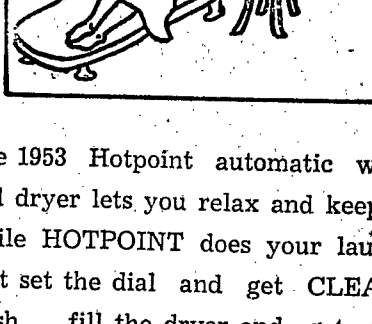 e 1953 Hotpoint automatic w
d dryer lets you relax and keep
ile HOTPOINT does your lau
t set the dial and get CLEA
sh fill the dryer and